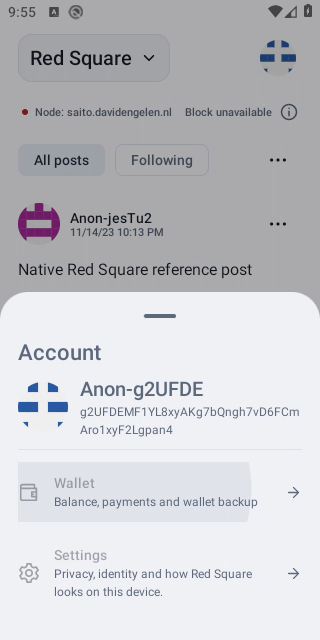 9:55
Red Square
Node: saito.davidengelen.nl Block unavailable
All posts Following
Anon-jesTu2
11/14/23 10:13 PM
Native Red Square reference post
Account
Anon-g2UFDE
g2UFDEMF1YL8xyAKg7bQngh7vD6FCm
Aro1xyF2Lgpan4
Wallet
Balance, payments and wallet backup
Settings
Privacy, identity and how Red Square
looks on this device.